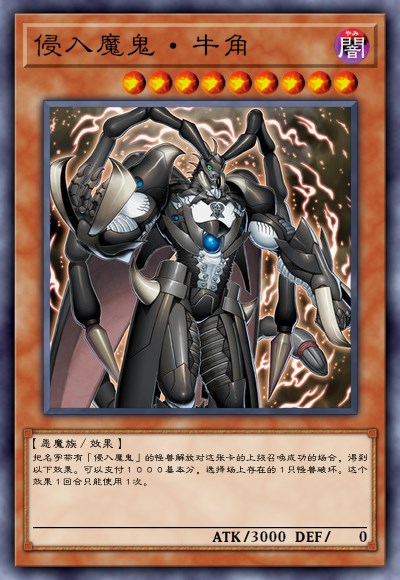 侵入魔鬼・牛角
やみ
闇
【恶魔族／效果】
把名字带有「侵入魔鬼」的怪兽解放对这张卡的上级召唤成功的场合，得到
以下效果。可以支付１０００基本分，选择场上存在的１只怪兽破坏。这个
效果１回合只能使用１次。
ATK/3000 DEF/ 0